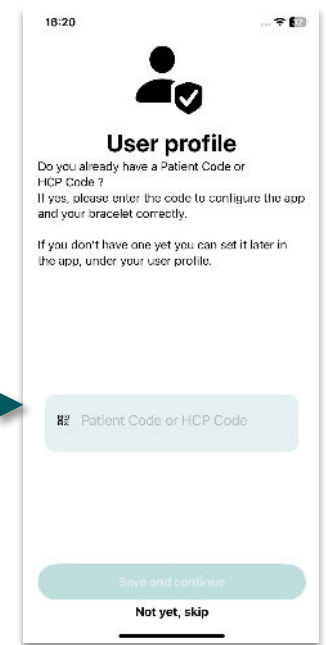 16:20
User profile
Do you already have a Patient Code or
HCP Code ?
If yes, please enter the code to configure the app
and your bracelet correctly.
If you don't have one yet you can set it later in
the app, under your user profile.
Patient Code or HCP Code
Save and continue
Not yet, skip